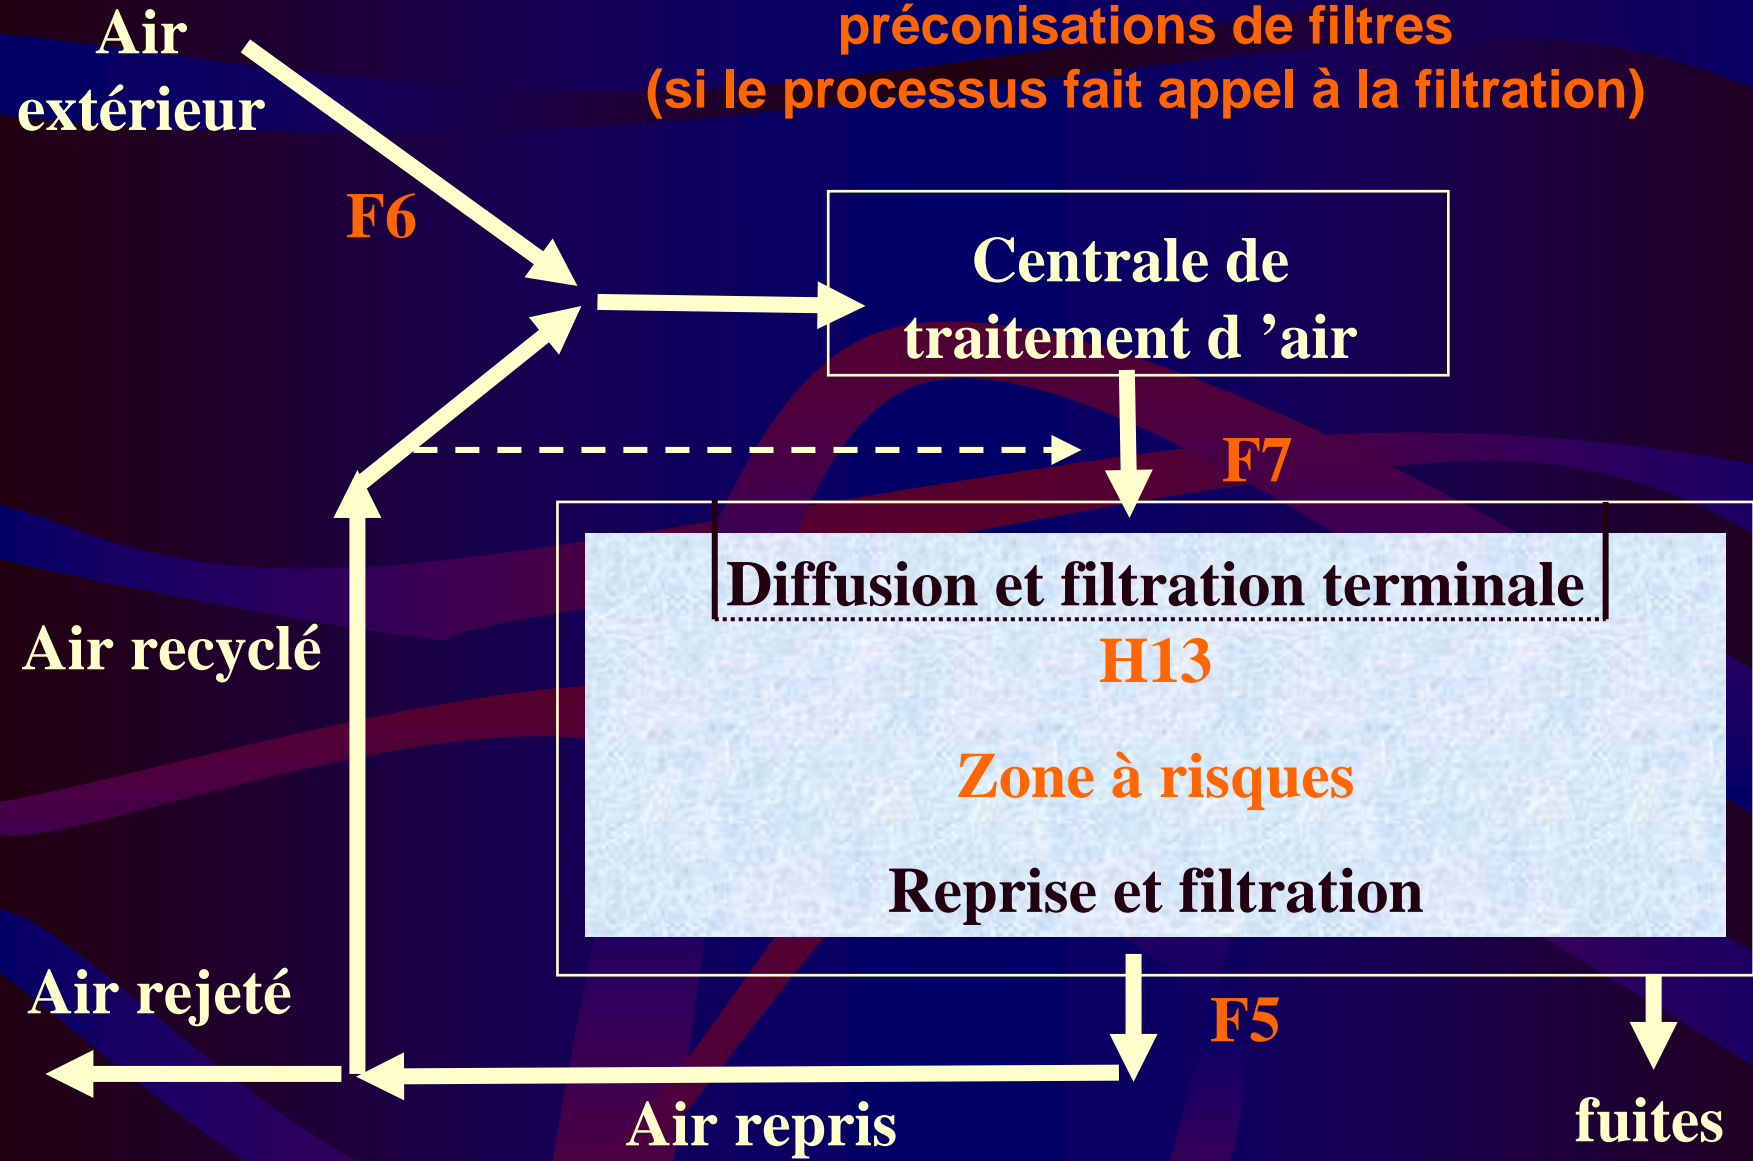 préconisations de filtres
(si le processus fait appel à la filtration)
Air
extérieur
F6
Centrale de
traitement d ’air
F7
Diffusion et filtration terminale
H13
Air recyclé
Zone à risques
Reprise et filtration
Air rejeté
F5
Air repris
fuites